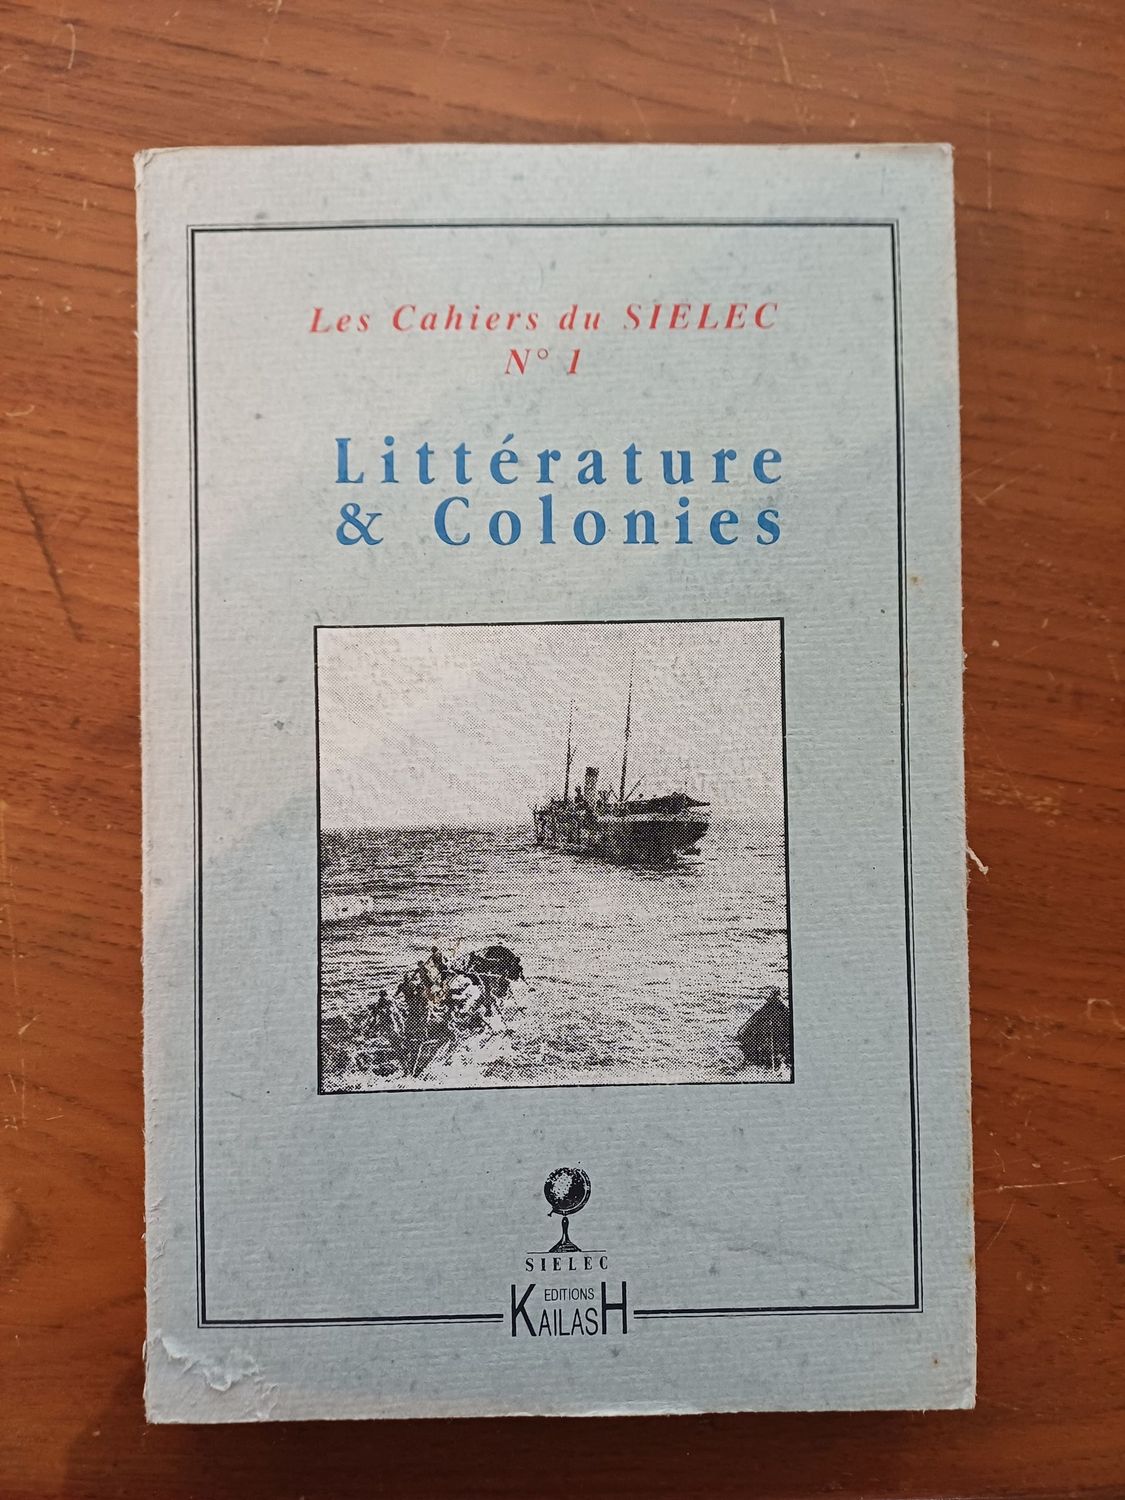 Les Cahiers du SIELEC
N° 1
Littérature
& Colonies
SIELEC
EDITIONS
KAILASH